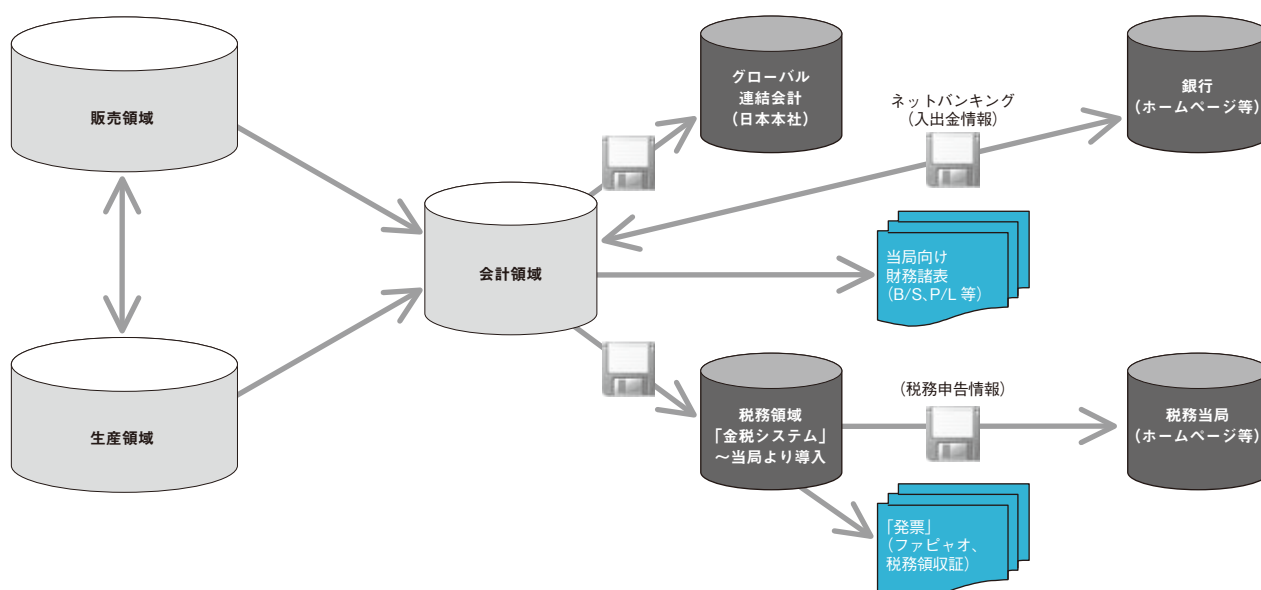 販売領域
生産領域
会計領域
グローバル
連結会計
（日本本社）
ネットバンキング
（入出金情報）
銀行
（ホームページ等）
当局向け
財務諸表
（B/S、P/L 等）
税務領域
「金税システム」
～当局より導入
（税務申告情報）
税務当局
（ホームページ等）
「発票」
（ファピャオ、
税務領収証）